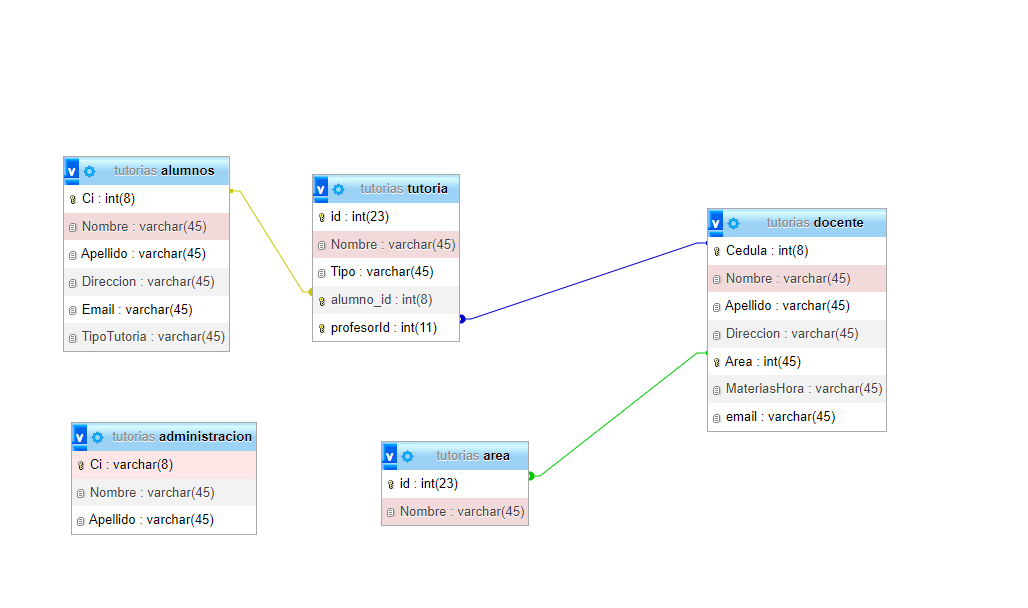 v tutorias alumnos
Ci : int(8)
Nombre : varchar(45)
Apellido : varchar(45)
Direccion : varchar(45)
Email : varchar(45)
TipoTutoria : varchar(45)
v tutorias tutoria
id : int(23)
Nombre : varchar(45)
Tipo : varchar(45)
alumno_id : int(8)
profesorId : int(11)
v tutorias docente
Cedula : int(8)
Nombre : varchar(45)
Apellido : varchar(45)
Direccion : varchar(45)
Area : int(45)
MateriasHora : varchar(45)
email : varchar(45)
v tutorias administracion
Ci : varchar(8)
Nombre : varchar(45)
Apellido : varchar(45)
v tutorias area
id : int(23)
Nombre : varchar(45)